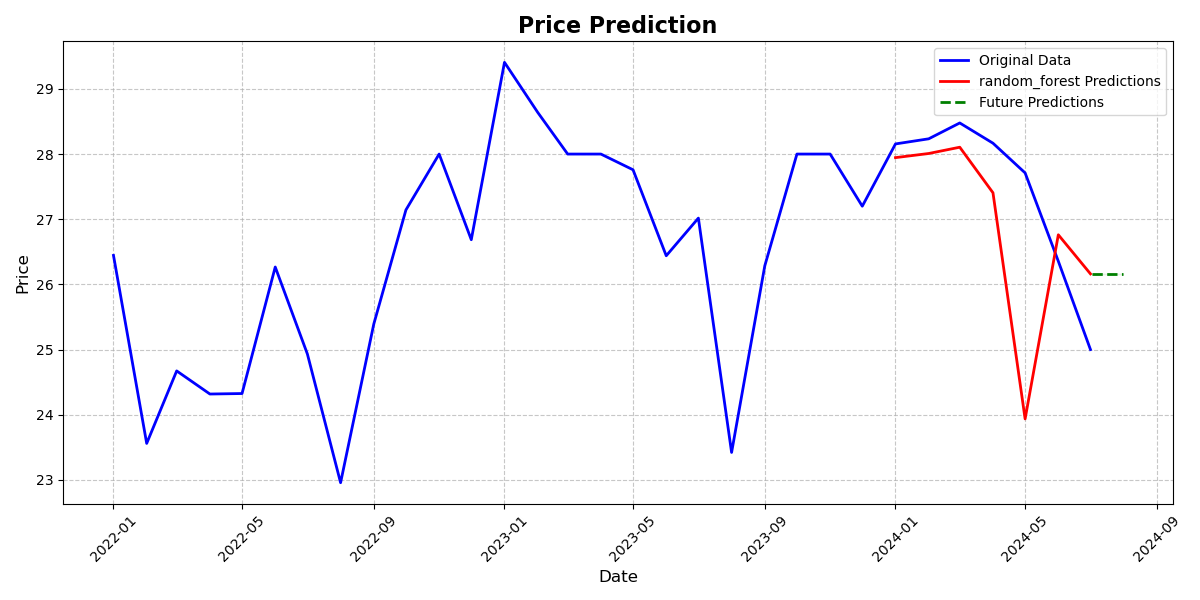 Price Prediction
Original Data
random_forest Predictions
Future Predictions
Price
29
28
27
26
25
24
23
2022-01
2022-05
2022-09
2023-01
2023-05
2023-09
2024-01
2024-05
2024-09
Date